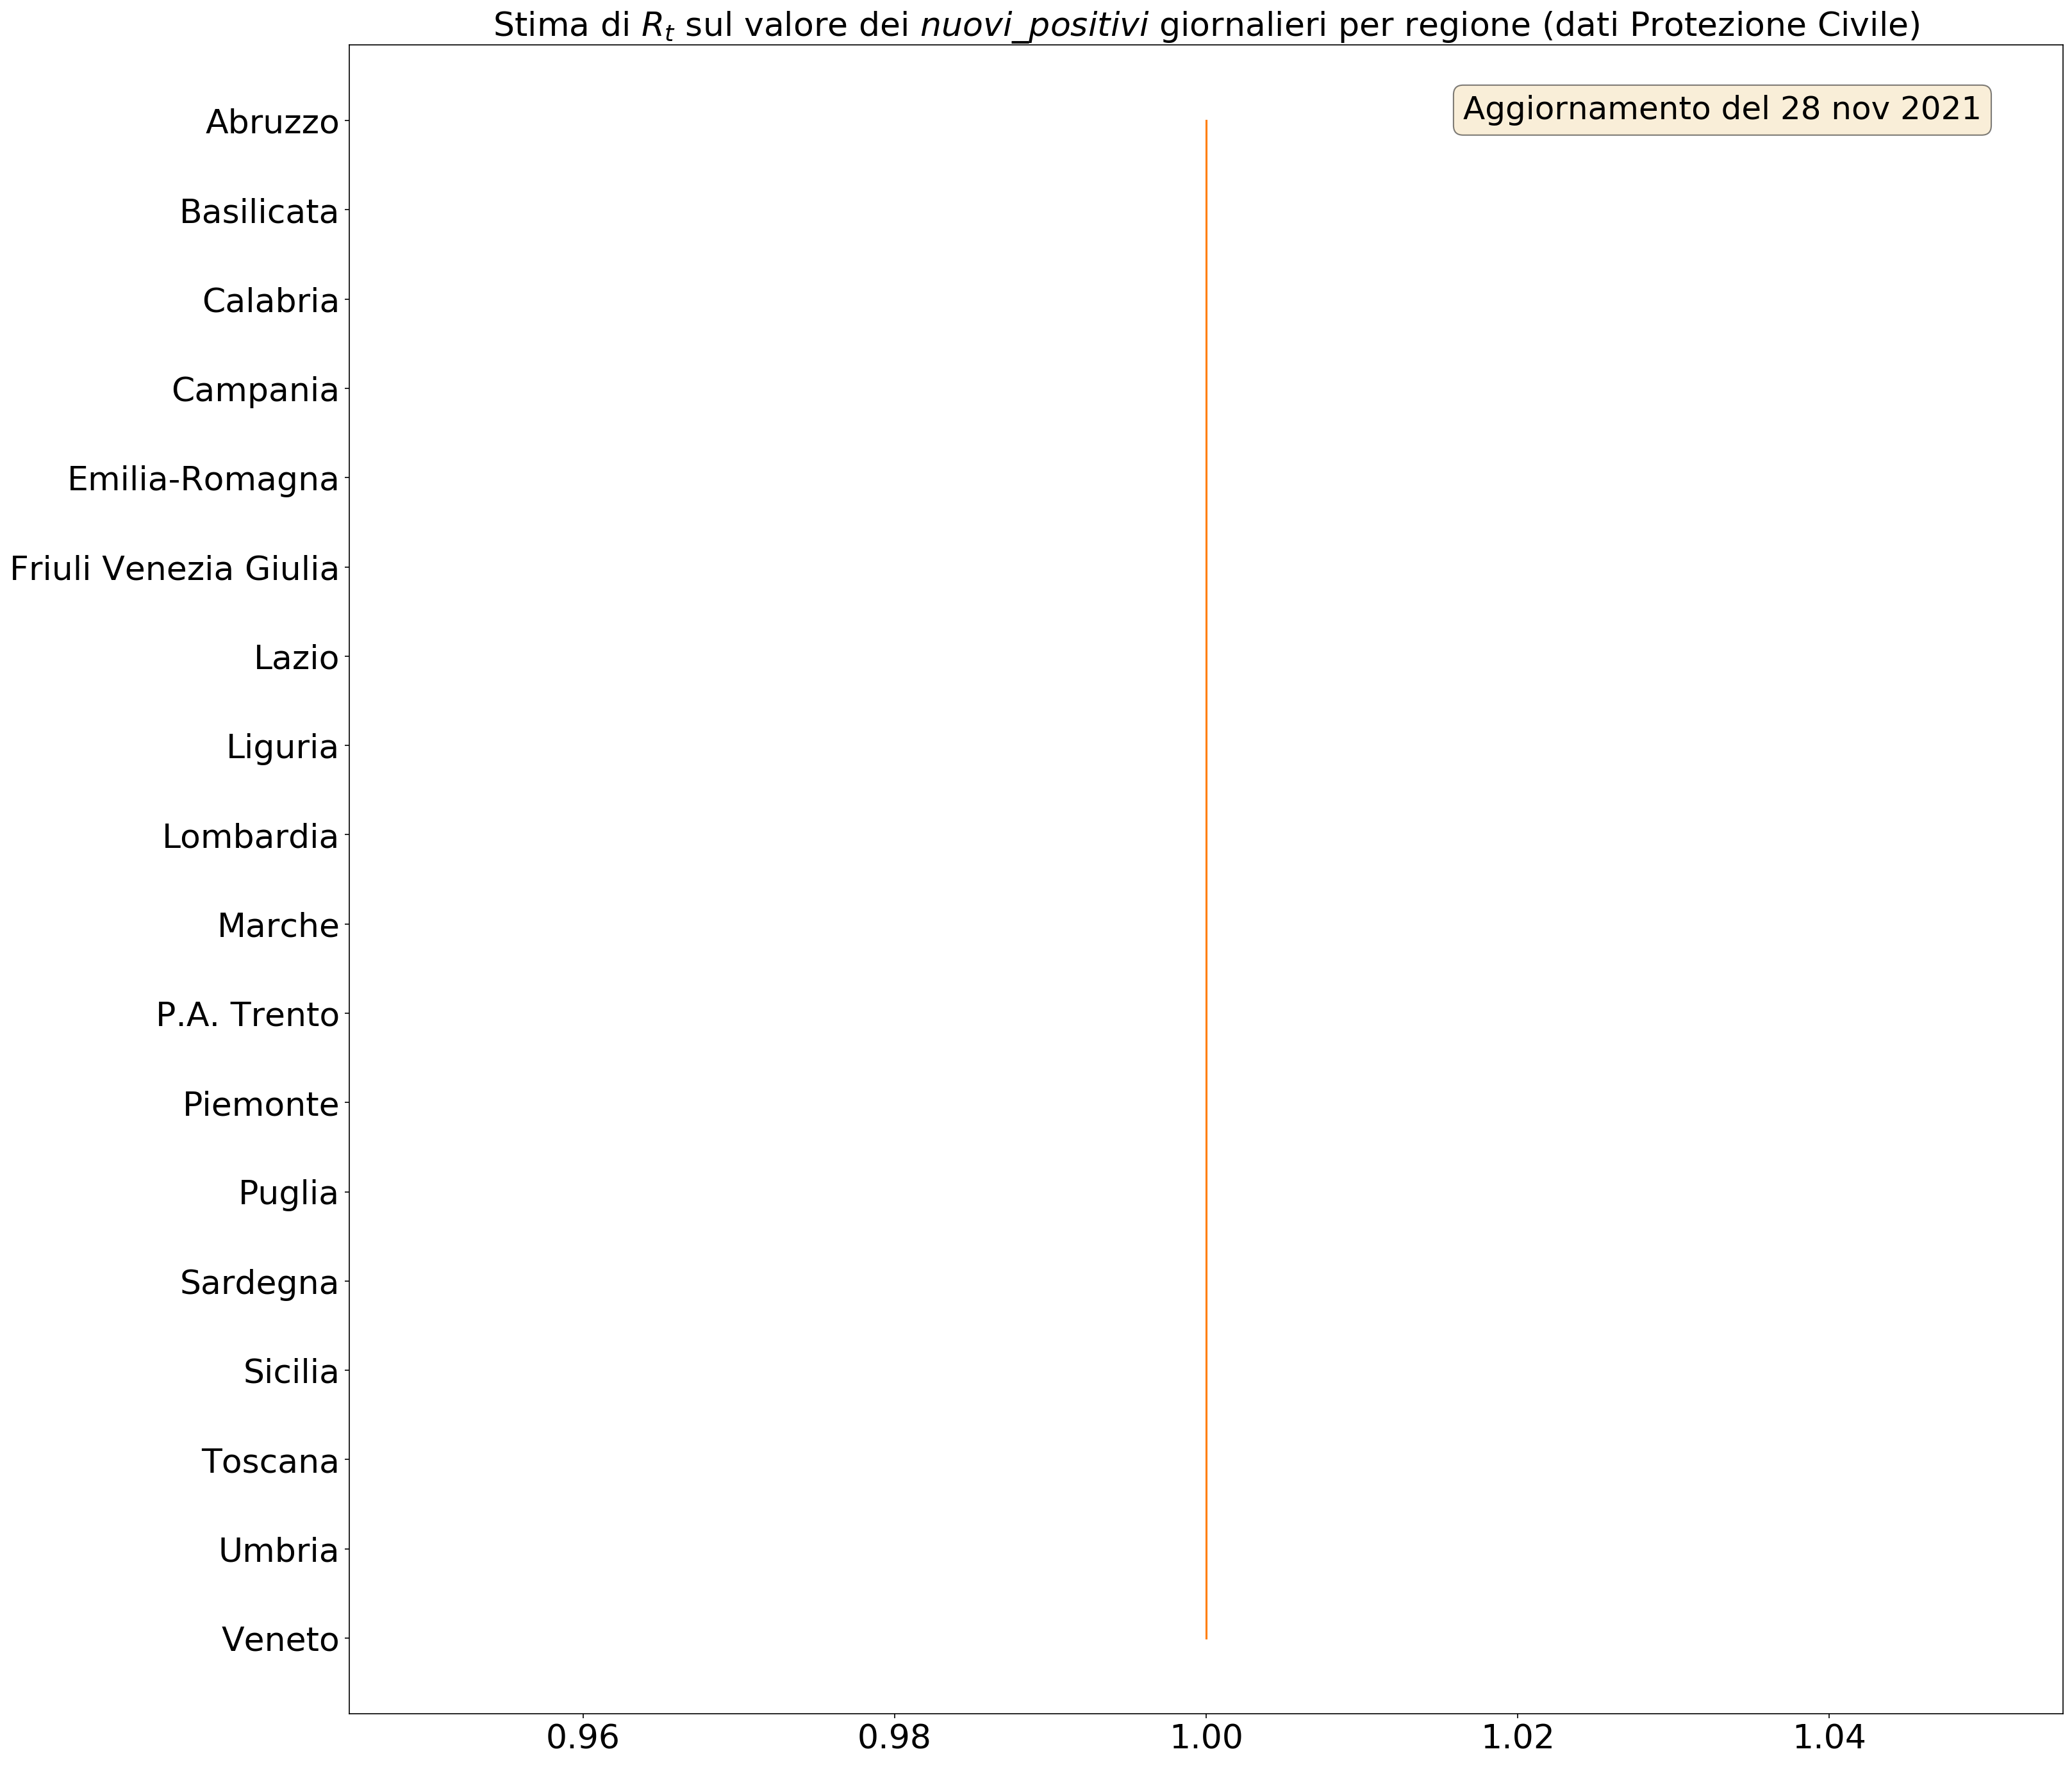 Stima di Rt sul valore dei nuovi_positivi giornalieri per regione (dati Protezione Civile)
Aggiornamento del 28 nov 2021
Abruzzo
Basilicata
Calabria
Campania
Emilia-Romagna
Friuli Venezia Giulia
Lazio
Liguria
Lombardia
Marche
P.A. Trento
Piemonte
Puglia
Sardegna
Sicilia
Toscana
Umbria
Veneto
0.96 0.98 1.00 1.02 1.04